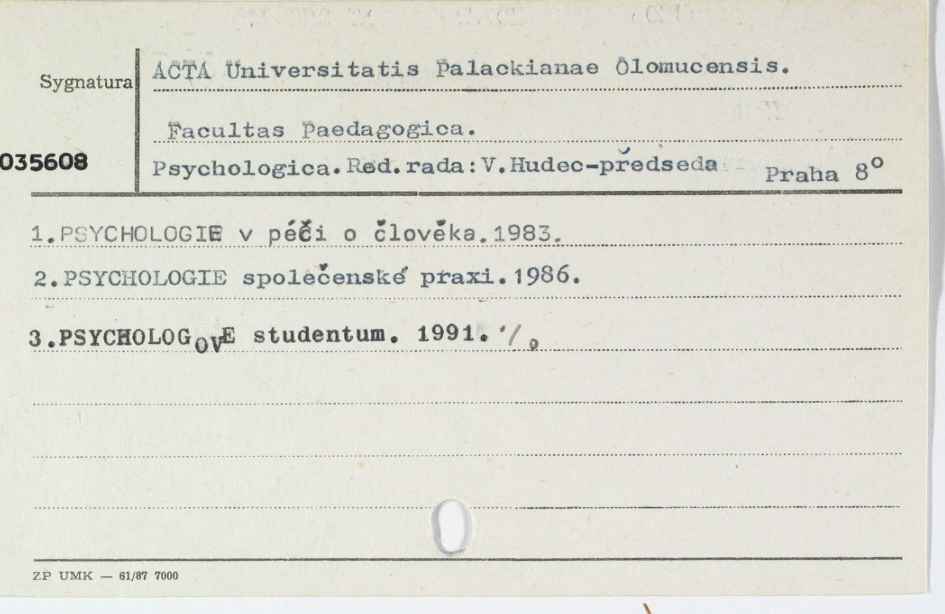 Sygnatura
ACTA Universitatis Palackianae Olomucensis.
Facultas Paedagogica.
035608
Psychologica. Red. rada: V. Hudec-předseda Praha 8°
1. PSYCHOLOGIE v péči o člověka. 1983.
2. PSYCHOLOGIE společenské praxi. 1986.
3. PSYCHOLOGOVE studentum. 1991.
ZP UMK — 61/87 7000